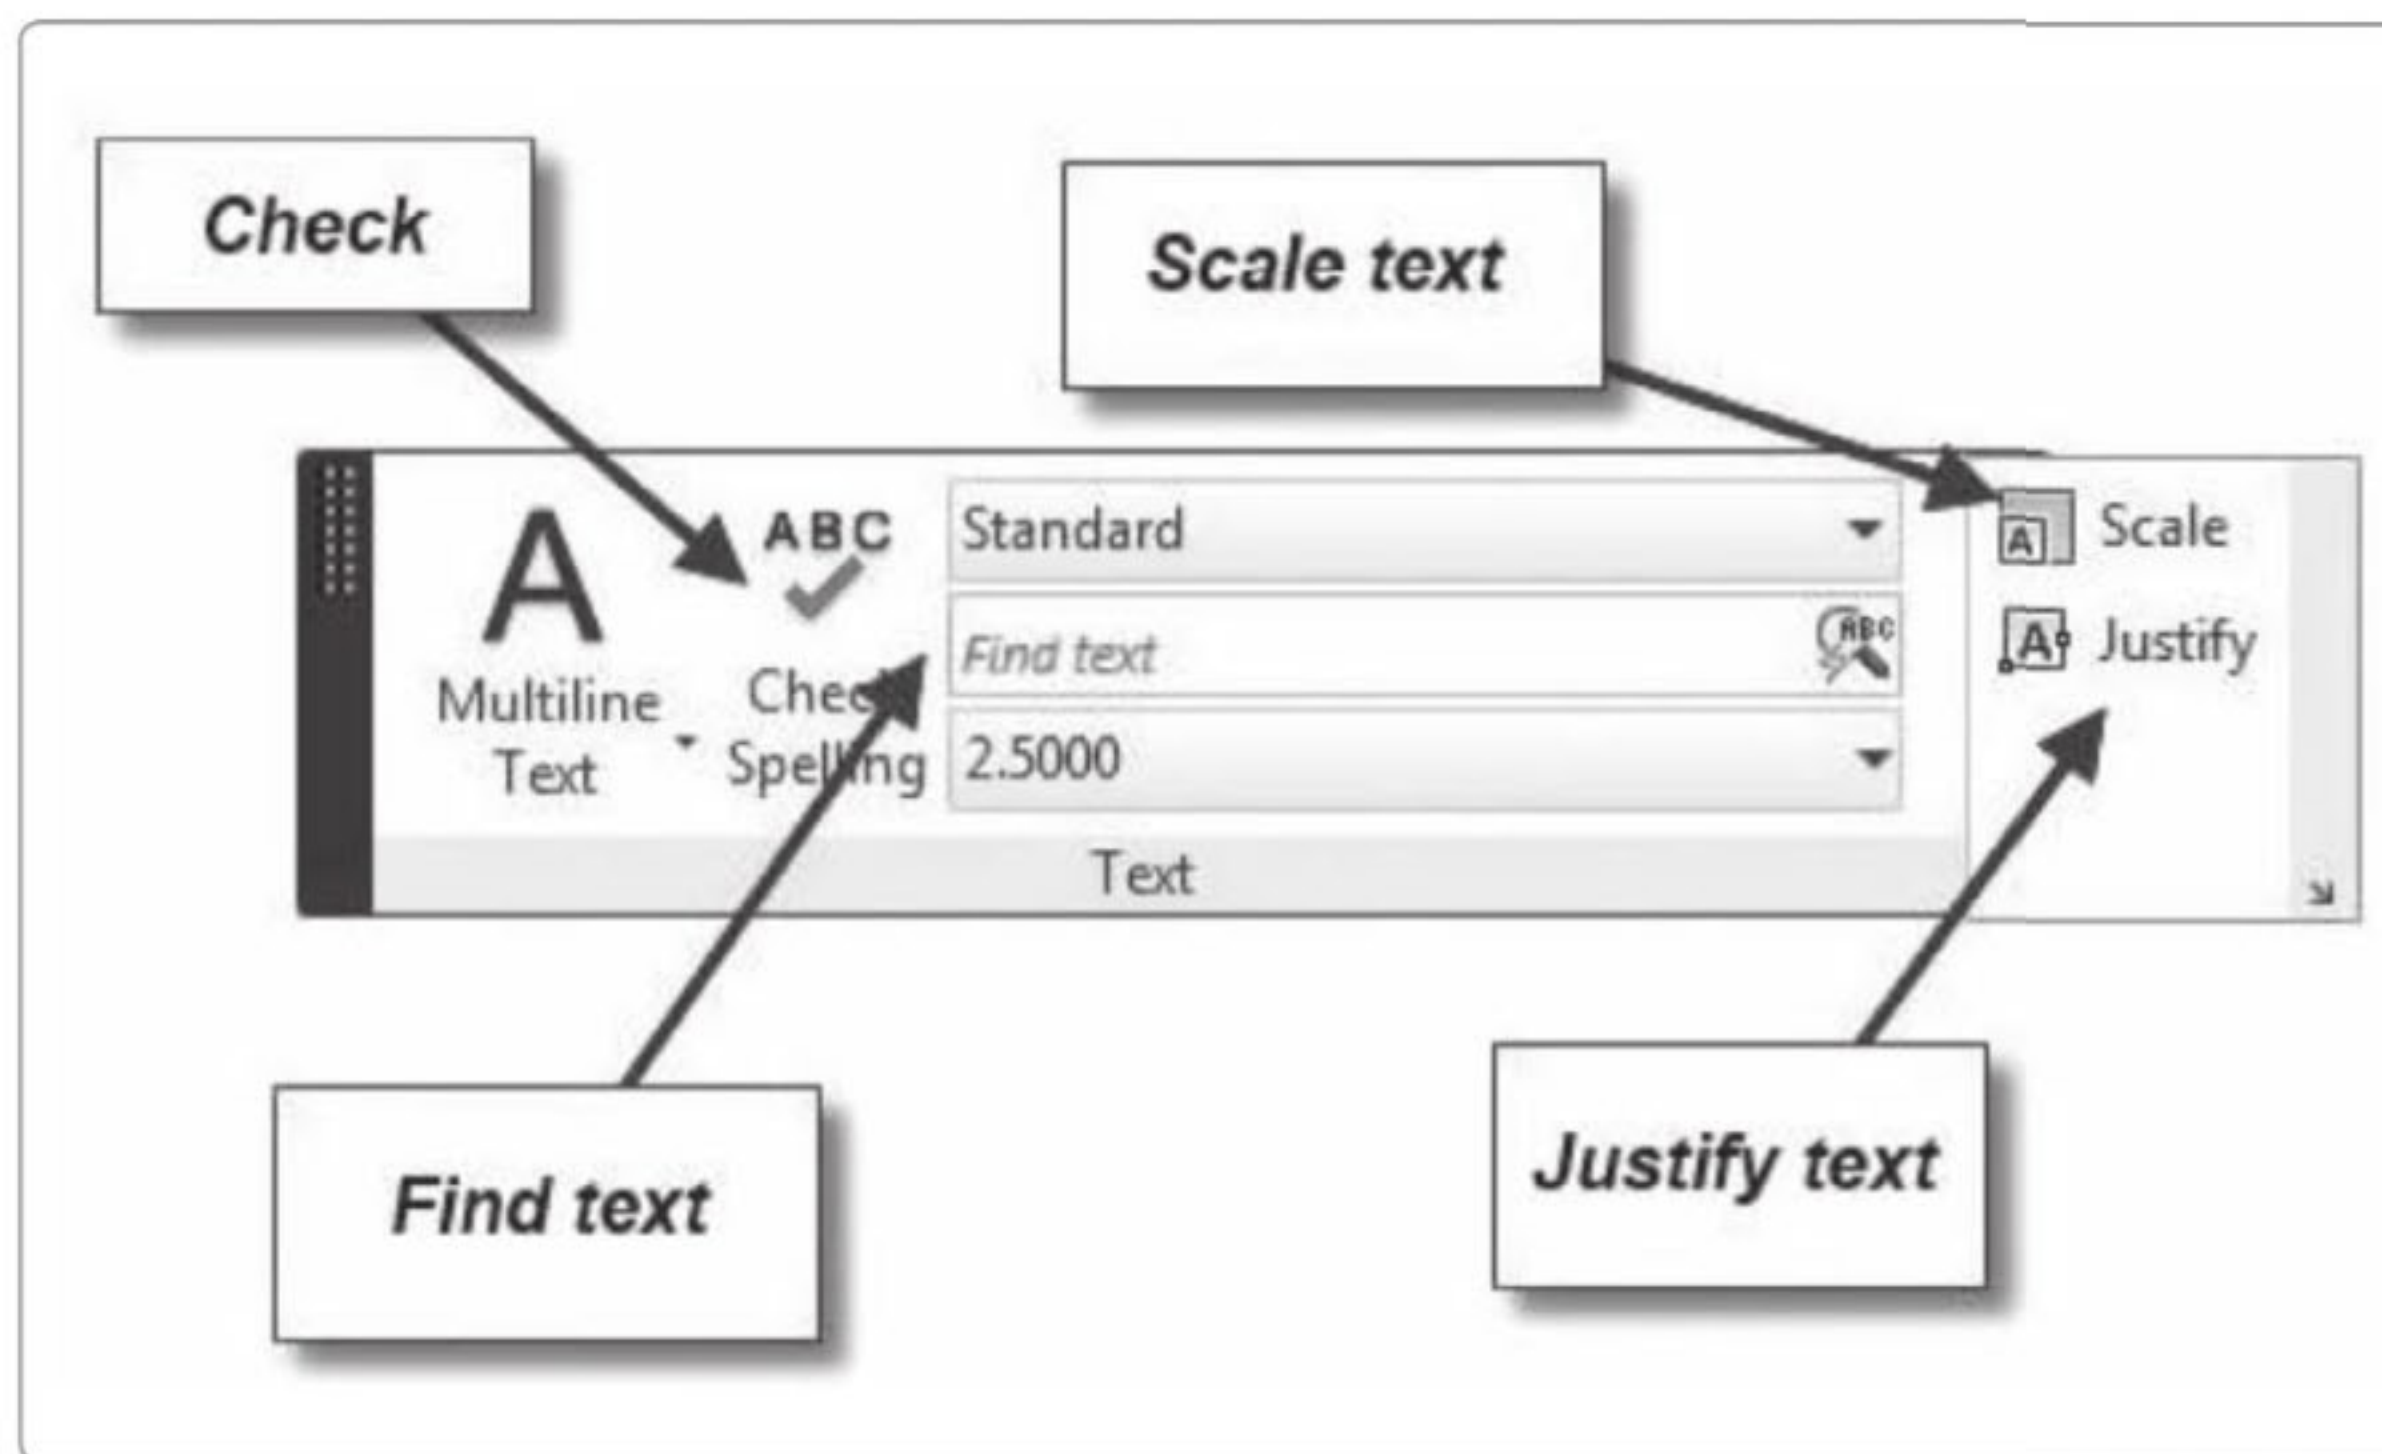 Check
Scale text
ABC
Standard
A
Scale
A
Find text
ABC
A
Justify
Multiline
Text
Check
Spelling
2.5000
Text
Find text
Justify text